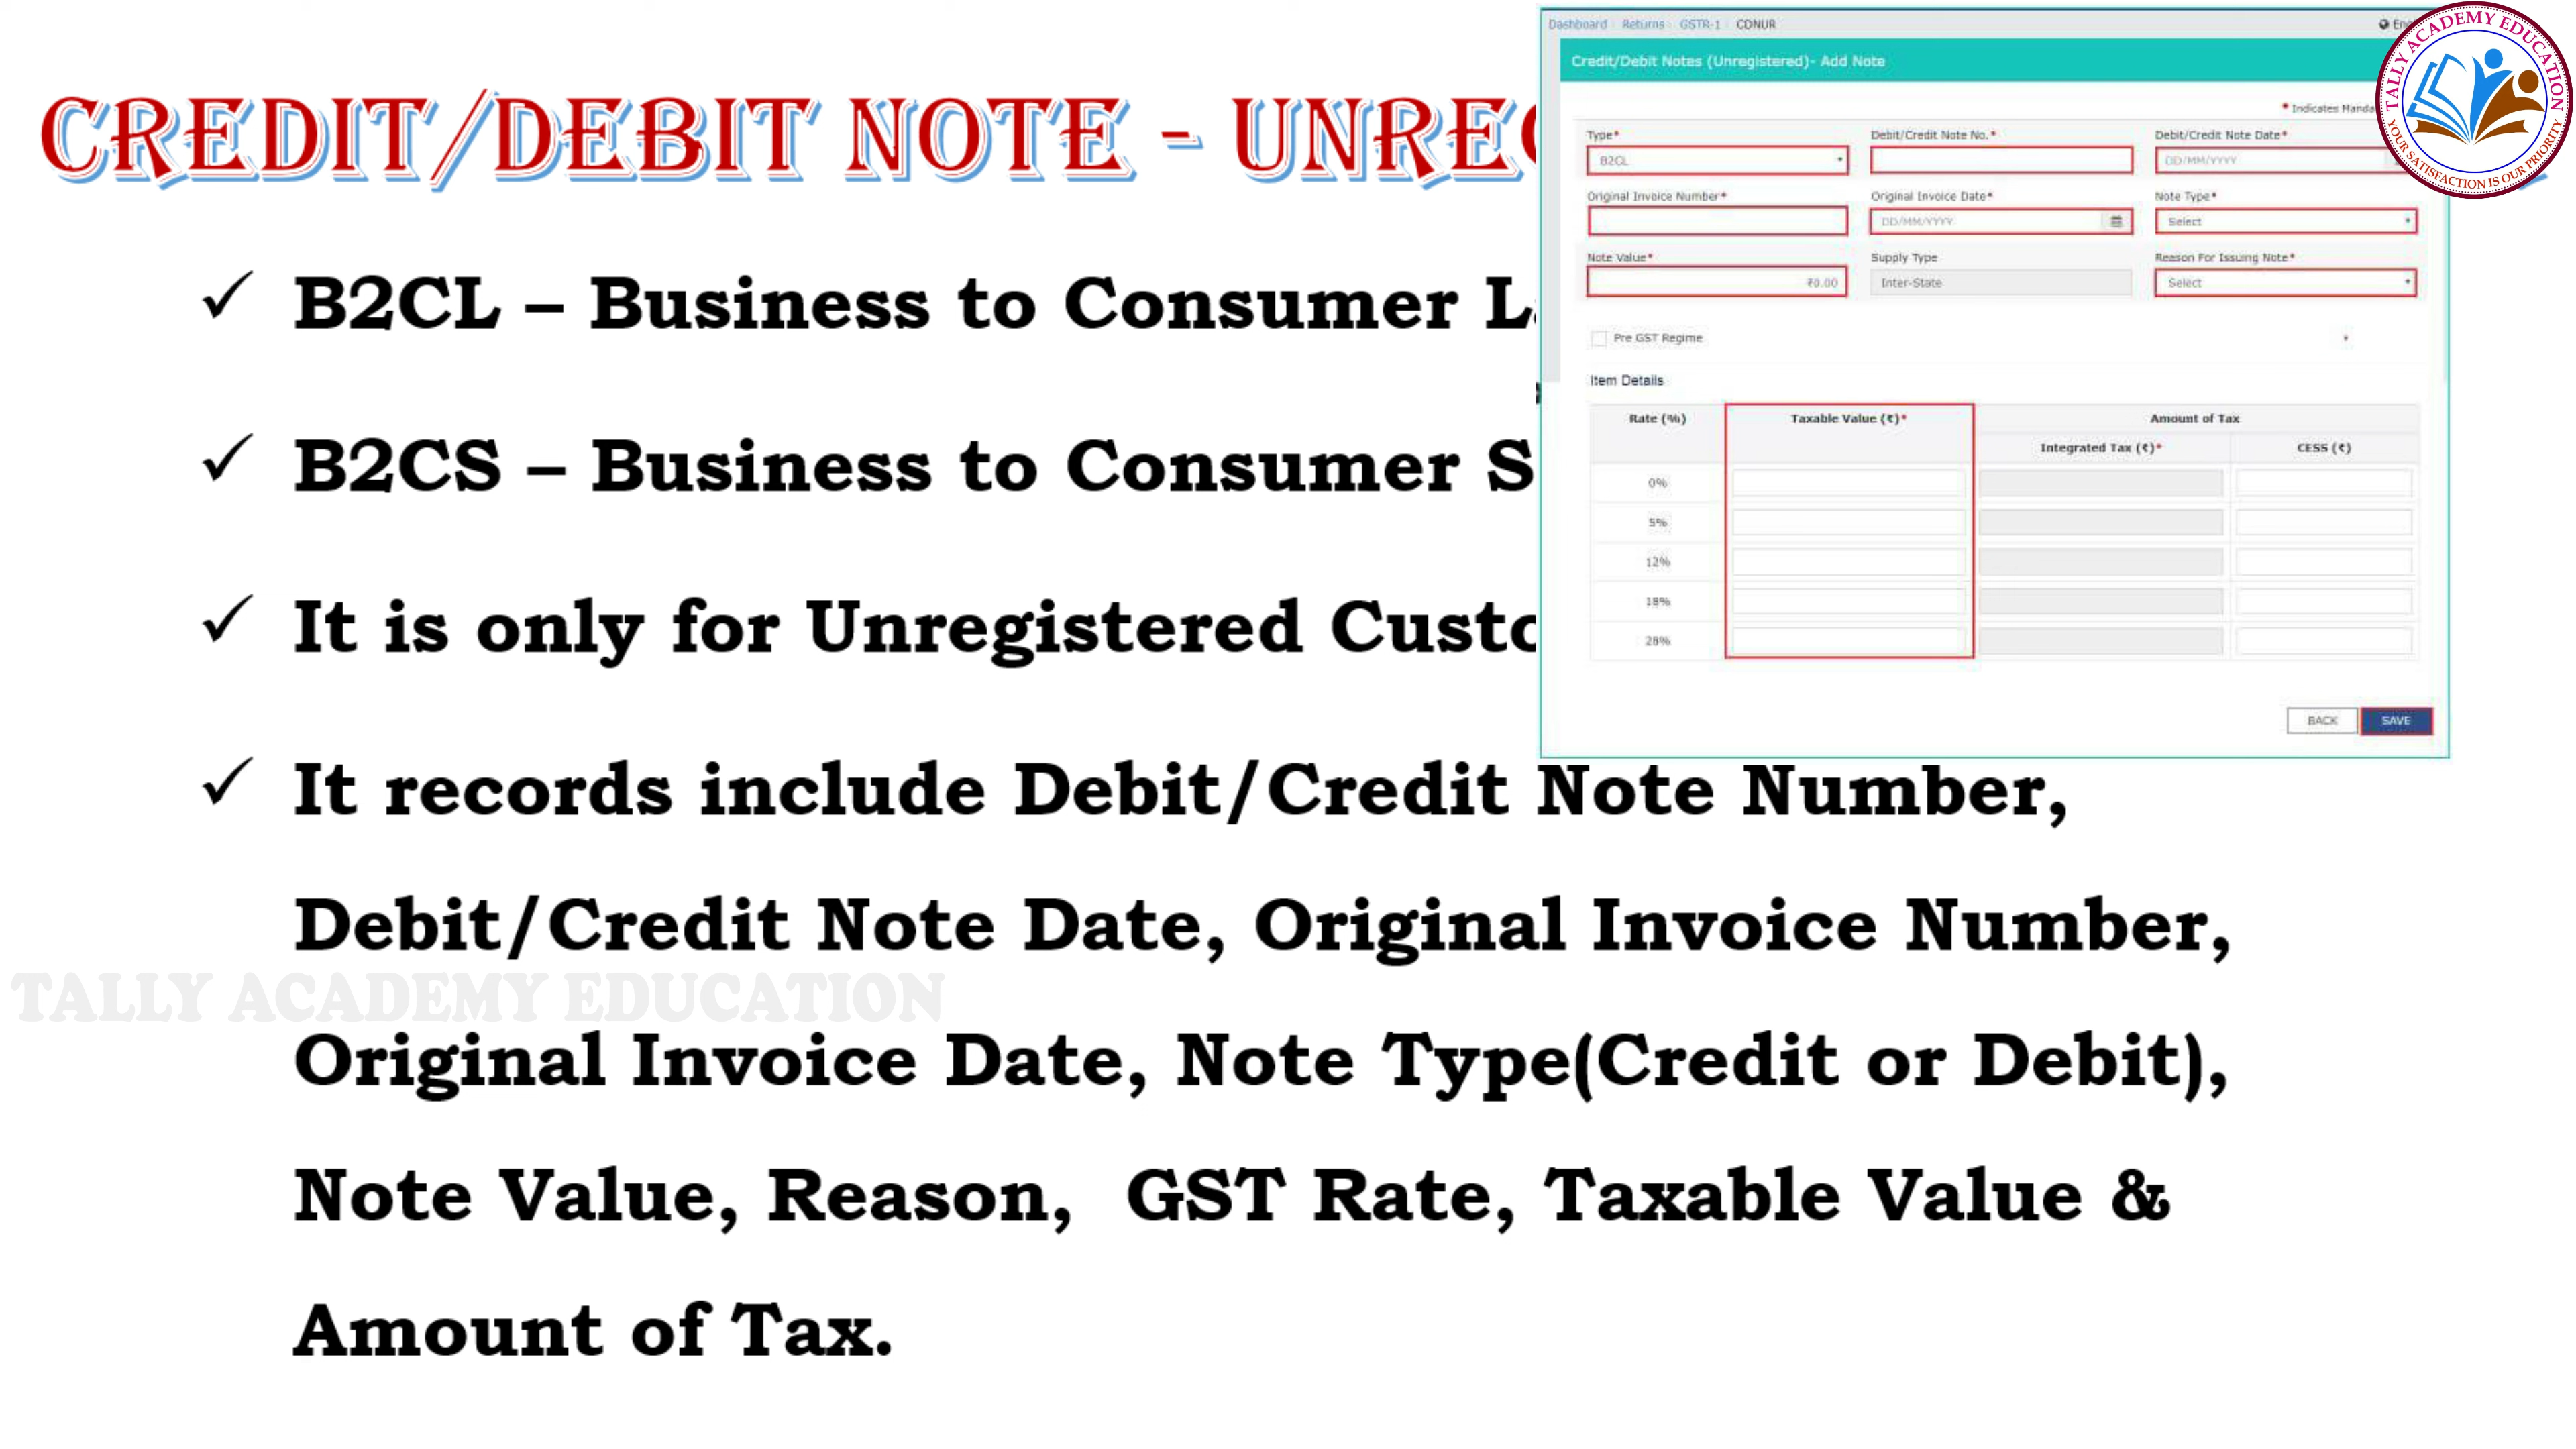 CREDIT/DEBIT NOTE -
B2CL – Business to Consumer
B2CS – Business to Consumer
It is only for Unregistered
It records include Debit/Credit Note Number,
Debit/Credit Note Date, Original Invoice Number,
Original Invoice Date, Note Type(Credit or Debit),
Note Value, Reason, GST Rate, Taxable Value &
Amount of Tax.
TALLY ACADEMY EDUCATION
Dashboard Returns GSTR-1 CDNUR
Credit/Debit Notes (Unregistered)- Add Note
* Indicates
Type* Debit/Credit Note No.* Debit/Credit Note Date*
B2CL DD/MM/YYYY
Original Invoice Number* Original Invoice Date* Note Type*
DD/MM/YYYY Select
Note Value* Supply Type Reason For Issuing Note*
₹0.00 Inter-State Select
Pre GST Regime *
Item Details
Rate (%) Taxable Value (₹)* Amount of Tax
Integrated Tax (₹)* CESS (₹)
0%
5%
12%
18%
28%
BACK SAVE
TALLY ACADEMY EDUCATION
YOUR SATISFACTION IS OUR PRIORITY